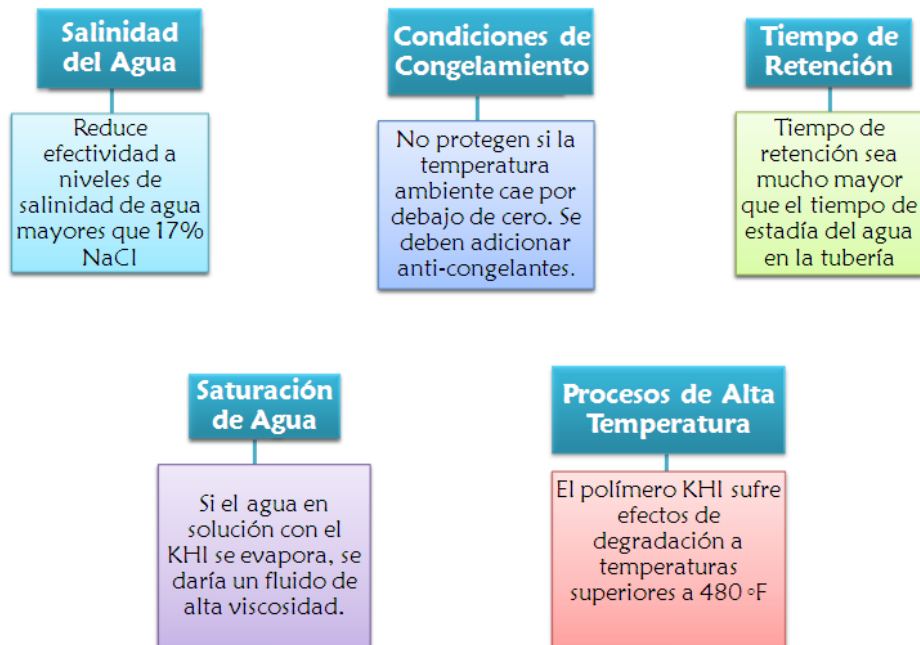 Salinidad
del Agua
Reduce
efectividad a
niveles de
salinidad de agua
mayores que 17%
NaCl
Condiciones de
Congelamiento
No protegen si la
temperatura
ambiente cae por
debajo de cero. Se
deben adicionar
anti-congelantes.
Tiempo de
Retención
Tiempo de
retención sea
mucho mayor
que el tiempo de
estadía del agua
en la tubería
Saturación
de Agua
Si el agua en
solución con el
KHI se evapora, se
daría un fluido de
alta viscosidad.
Procesos de Alta
Temperatura
El polímero KHI sufre
efectos de
degradación a
temperaturas
superiores a 480 °F